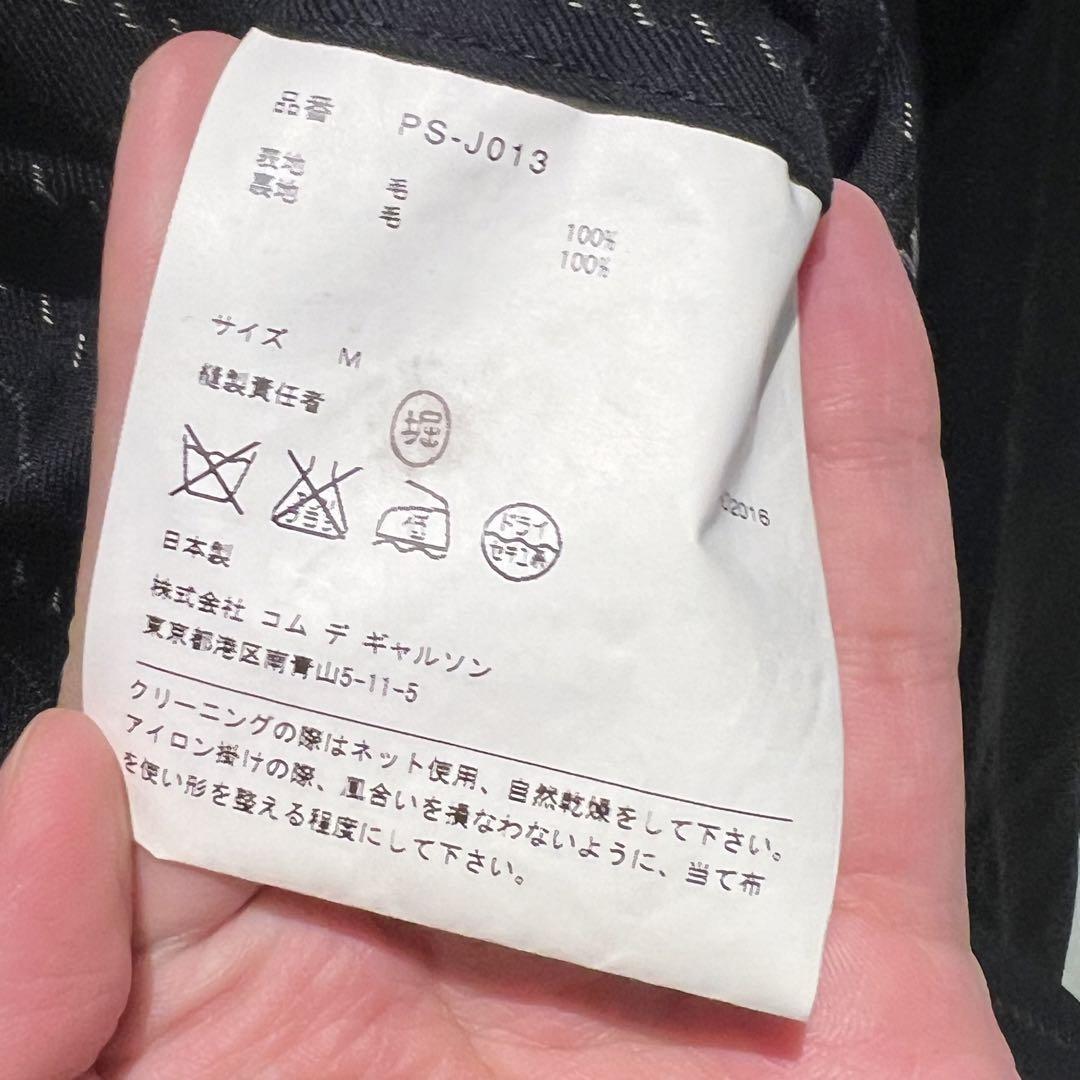 品番 PS-J013
表地 毛 100%
裏地 毛 100%
サイズ M
縫製責任者 堀
低
ドライ
セキユ系
日本製
株式会社 コム デ ギャルソン
東京都港区南青山5-11-5
クリーニングの際はネット使用、自然乾燥をして下さい。
アイロン掛けの際、風合いを損なわないように、当て布
を使い形を整える程度にして下さい。